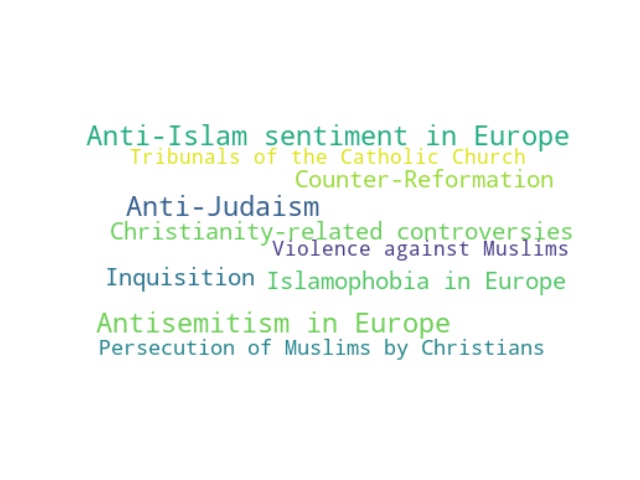 Anti-Islam sentiment in Europe
Tribunals of the Catholic Church
Counter-Reformation
Anti-Judaism
Christianity-related controversies
Violence against Muslims
Inquisition
Islamophobia in Europe
Antisemitism in Europe
Persecution of Muslims by Christians